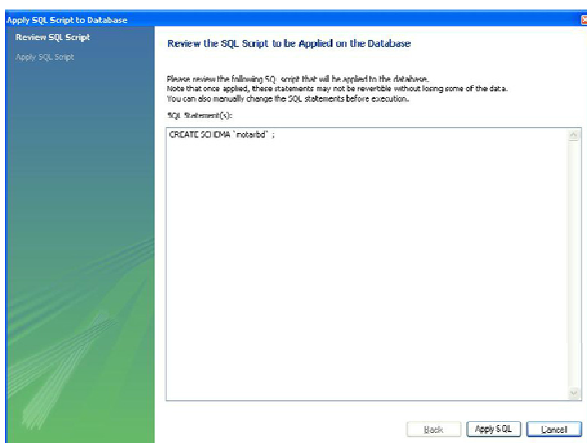 Apply SQL Script to Database
Review SQL Script
Apply SQL Script
Review the SQL Script to be Applied on the Database
Please review the following SQL script that will be applied to the database.
Note that once applied, these statements may not be revertible without losing some of the data.
You can also manually change the SQL statements before execution.
SQL Statement(s):
CREATE SCHEMA `notarbd` ;
Back
Apply SQL
Cancel